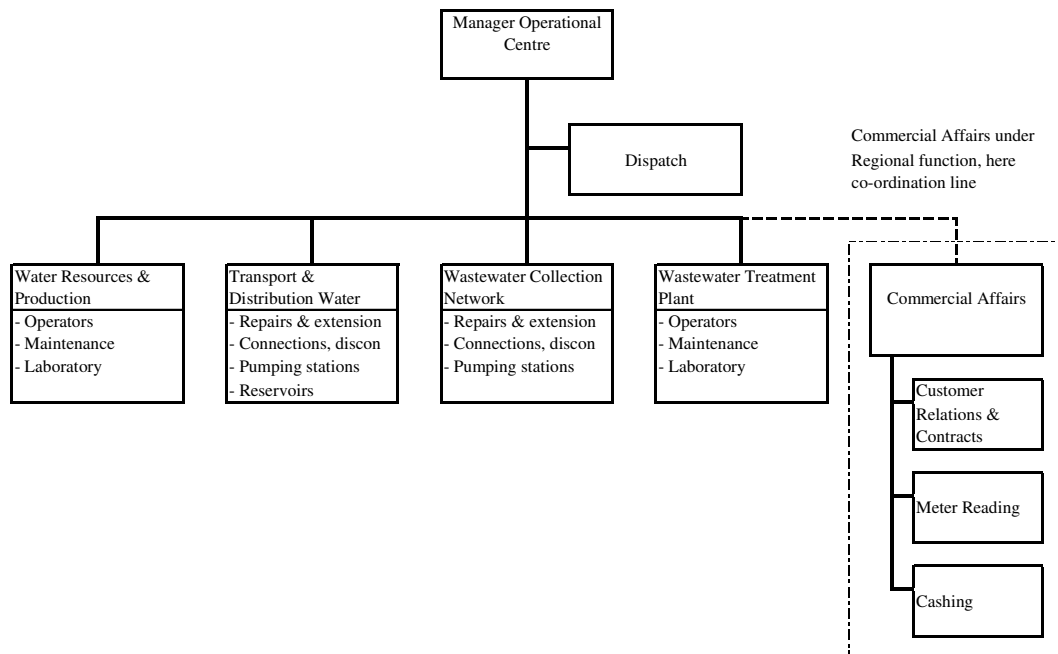 Manager Operational
Centre
Dispatch
Commercial Affairs under
Regional function, here
co-ordination line
Water Resources &
Production
- Operators
- Maintenance
- Laboratory
Transport &
Distribution Water
- Repairs & extension
- Connections, discon
- Pumping stations
- Reservoirs
Wastewater Collection
Network
- Repairs & extension
- Connections, discon
- Pumping stations
Wastewater Treatment
Plant
- Operators
- Maintenance
- Laboratory
Commercial Affairs
Customer
Relations &
Contracts
Meter Reading
Cashing